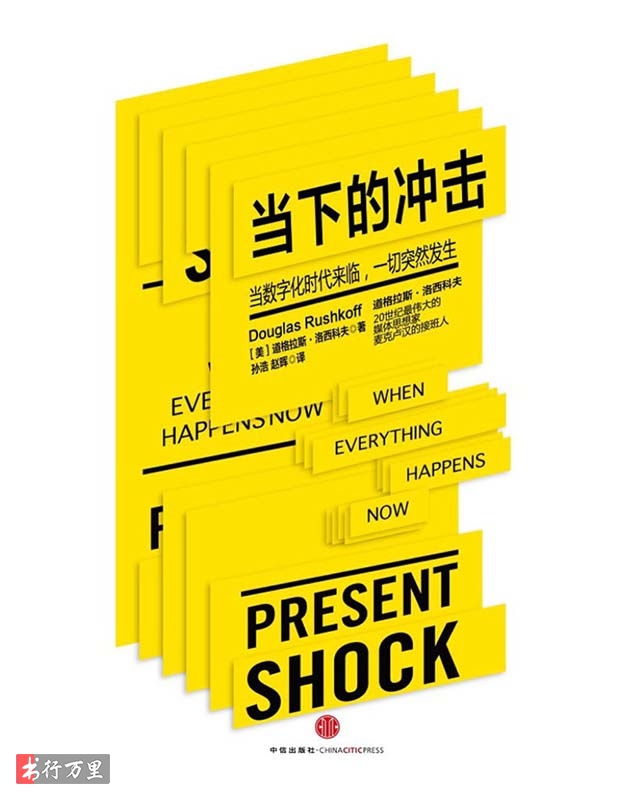 当下的冲击
当数字化时代来临，一切突然发生
Douglas Rushkoff
［美］道格拉斯·洛西科夫◎著
孙浩 赵晖◎译
道格拉斯·洛西科夫
20世纪最伟大的
媒体思想家
麦克卢汉的接班人
EVE
HAPPENS NOW
WHEN
EVERYTHING
HAPPENS
NOW
PRESENT
SHOCK
中信出版社·CHINACITICPRESS
书行万里